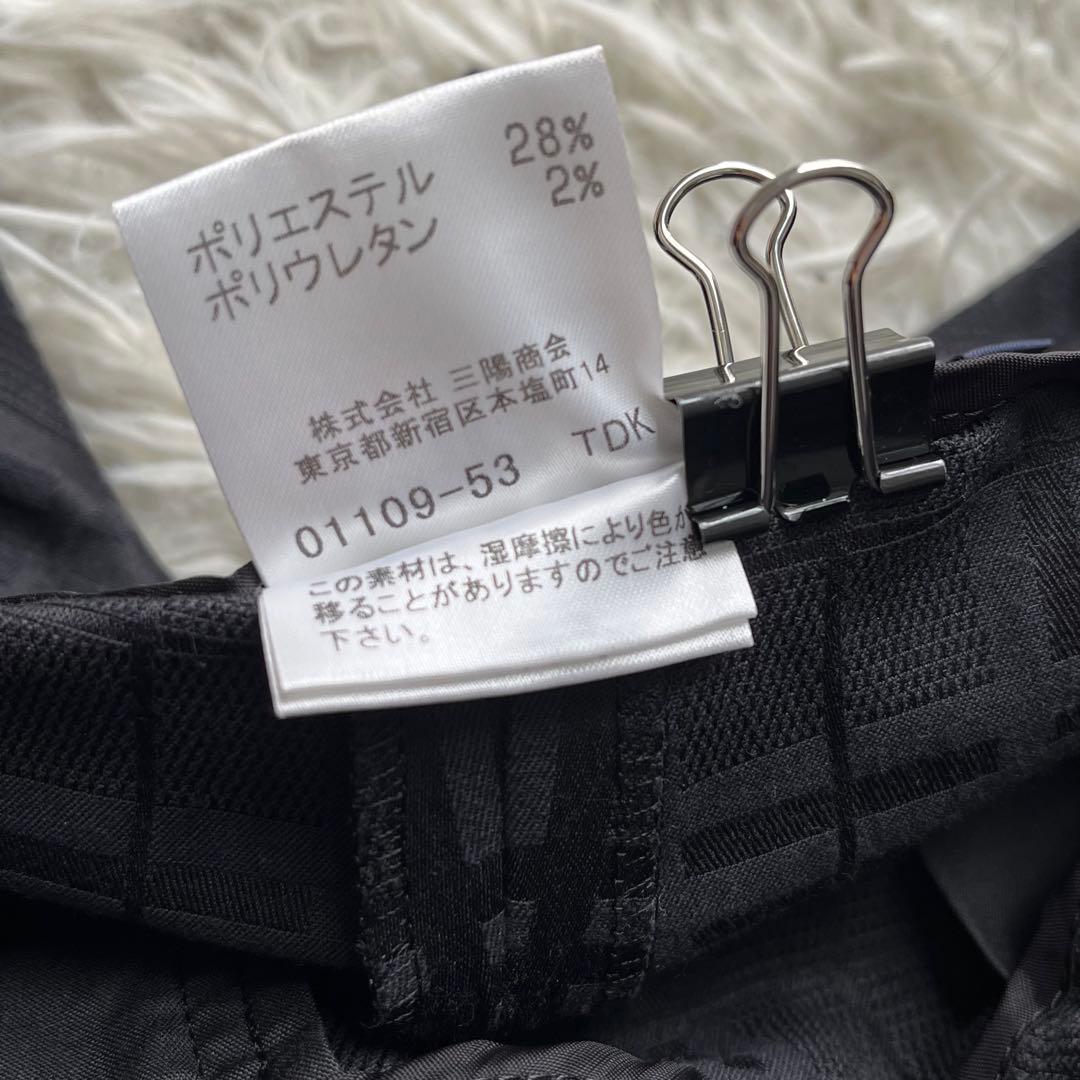 ポリエステル 28%
ポリウレタン 2%
株式会社 三陽商会
東京都新宿区本塩町14
01109-53 TDK
この素材は、湿摩擦により色が
移ることがありますのでご注意
下さい。